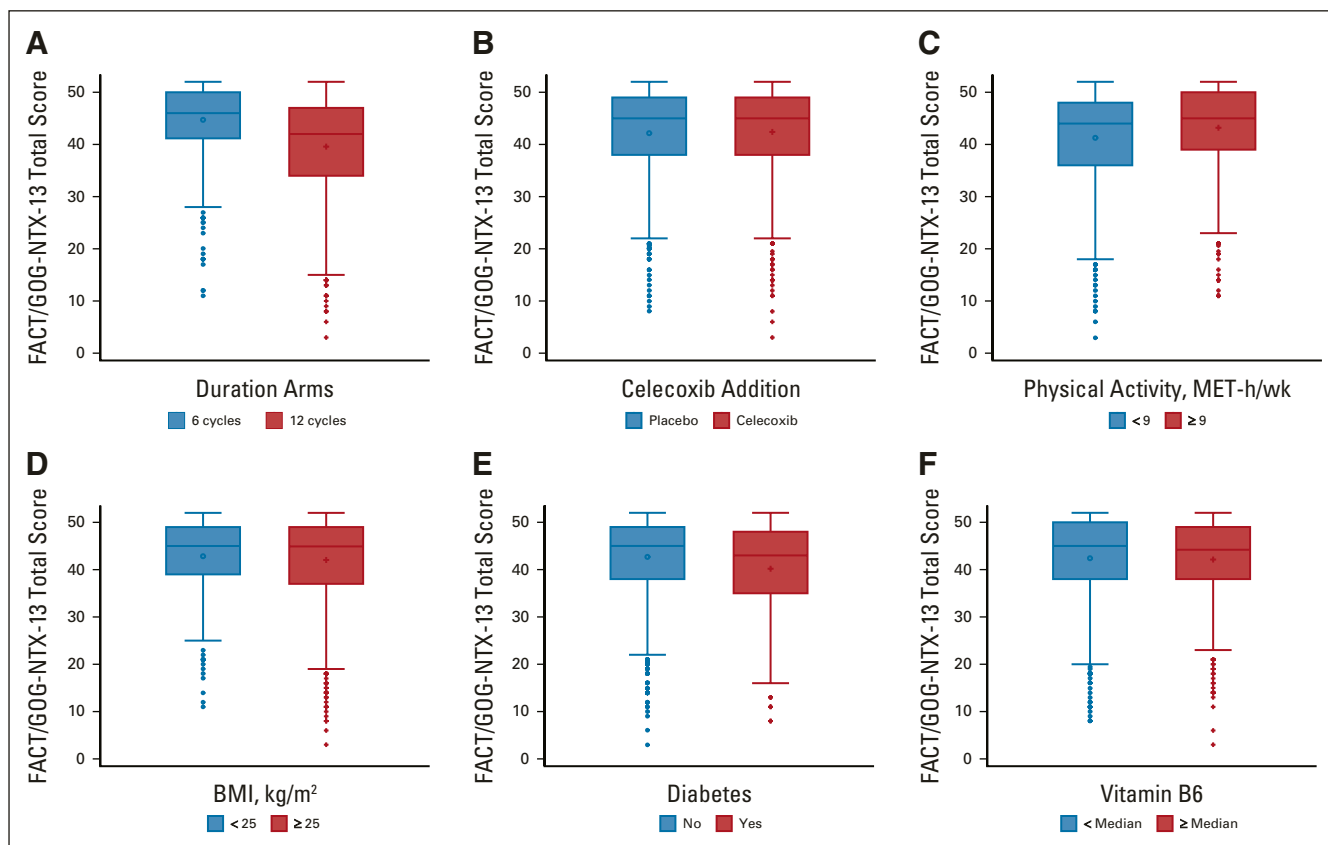 A
FACT/GOG-NTX-13 Total Score
50
40
30
20
10
0
Duration Arms
6 cycles 12 cycles
B
FACT/GOG-NTX-13 Total Score
50
40
30
20
10
0
Celecoxib Addition
Placebo Celecoxib
C
FACT/GOG-NTX-13 Total Score
50
40
30
20
10
0
Physical Activity, MET-h/wk
< 9 ≥ 9
D
FACT/GOG-NTX-13 Total Score
50
40
30
20
10
0
BMI, kg/m²
< 25 ≥ 25
E
FACT/GOG-NTX-13 Total Score
50
40
30
20
10
0
Diabetes
No Yes
F
FACT/GOG-NTX-13 Total Score
50
40
30
20
10
0
Vitamin B6
< Median ≥ Median